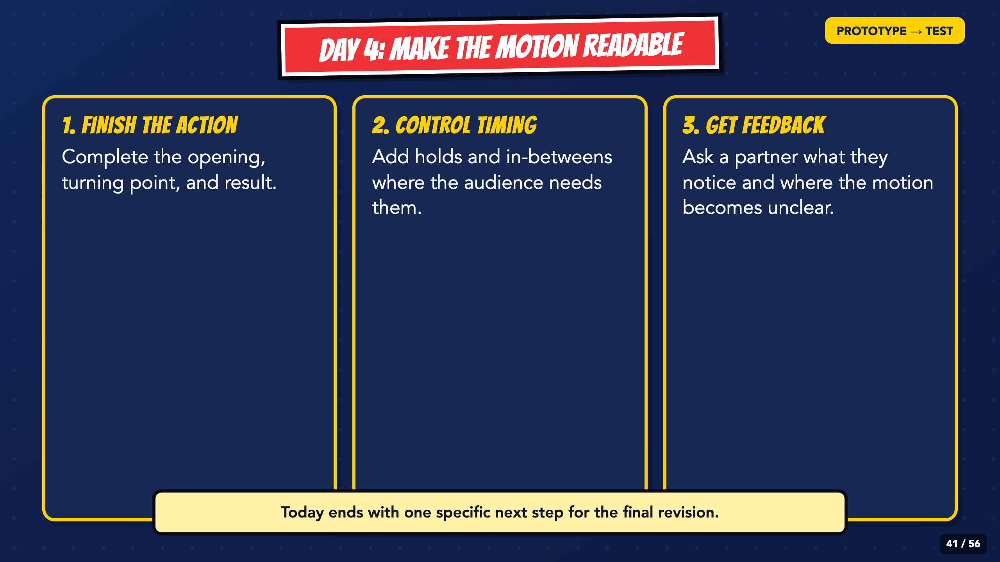 DAY 4: MAKE THE MOTION READABLE
PROTOTYPE → TEST
1. FINISH THE ACTION
Complete the opening,
turning point, and result.
2. CONTROL TIMING
Add holds and in-betweens
where the audience needs
them.
3. GET FEEDBACK
Ask a partner what they
notice and where the motion
becomes unclear.
Today ends with one specific next step for the final revision.
41 / 56